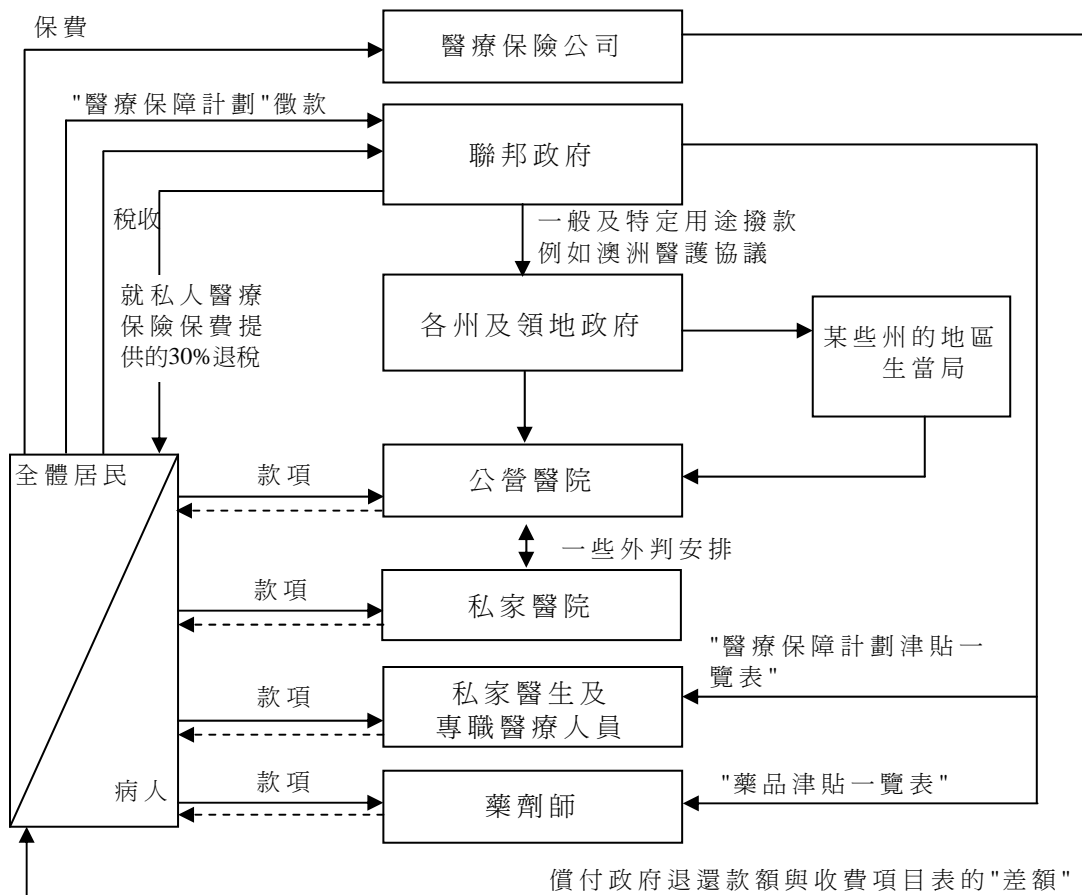 保費
醫療保險公司
"醫療保障計劃"徵款
聯邦政府
稅收
一般及特定用途撥款
例如澳洲醫護協議
就私人醫療
保險保費提
供的30%退稅
各州及領地政府
某些州的地區
生當局
全體居民
款項
公營醫院
一些外判安排
款項
私家醫院
"醫療保障計劃津貼一
覽表"
款項
私家醫生及
專職醫療人員
病人
款項
藥劑師
"藥品津貼一覽表"
償付政府退還款額與收費項目表的"差額"